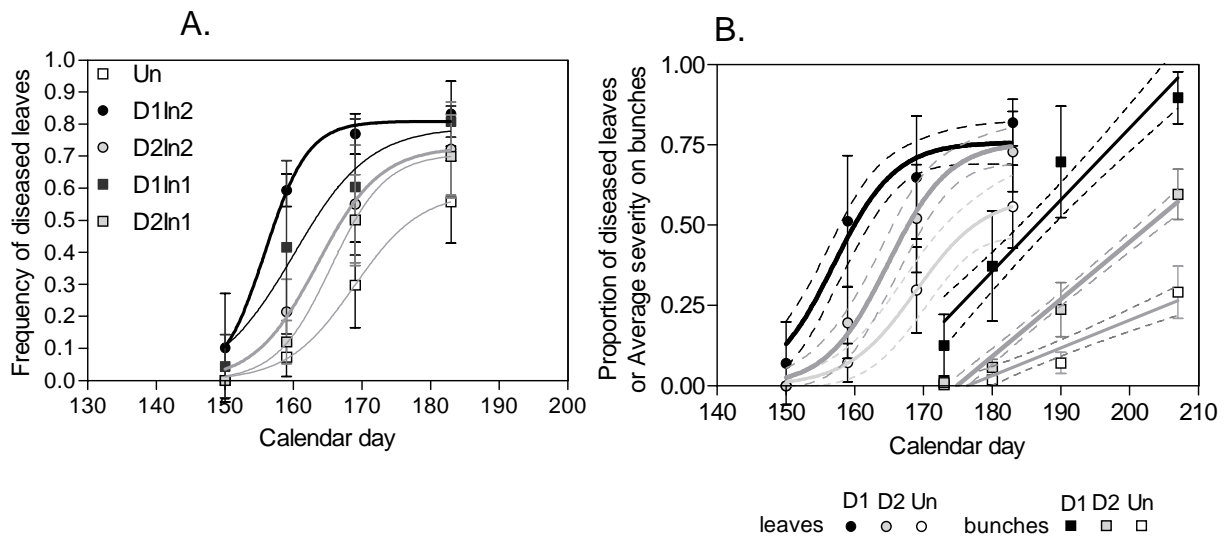 A.
Frequency of diseased leaves
1.0
0.9
0.8
0.7
0.6
0.5
0.4
0.3
0.2
0.1
0.0
Un
D1In2
D2In2
D1In1
D2In1
130 140 150 160 170 180 190 200
Calendar day
B.
Proportion of diseased leaves
or Average severity on bunches
1.00
0.75
0.50
0.25
0.00
140 150 160 170 180 190 200 210
Calendar day
D1 D2 Un D1 D2 Un
leaves bunches